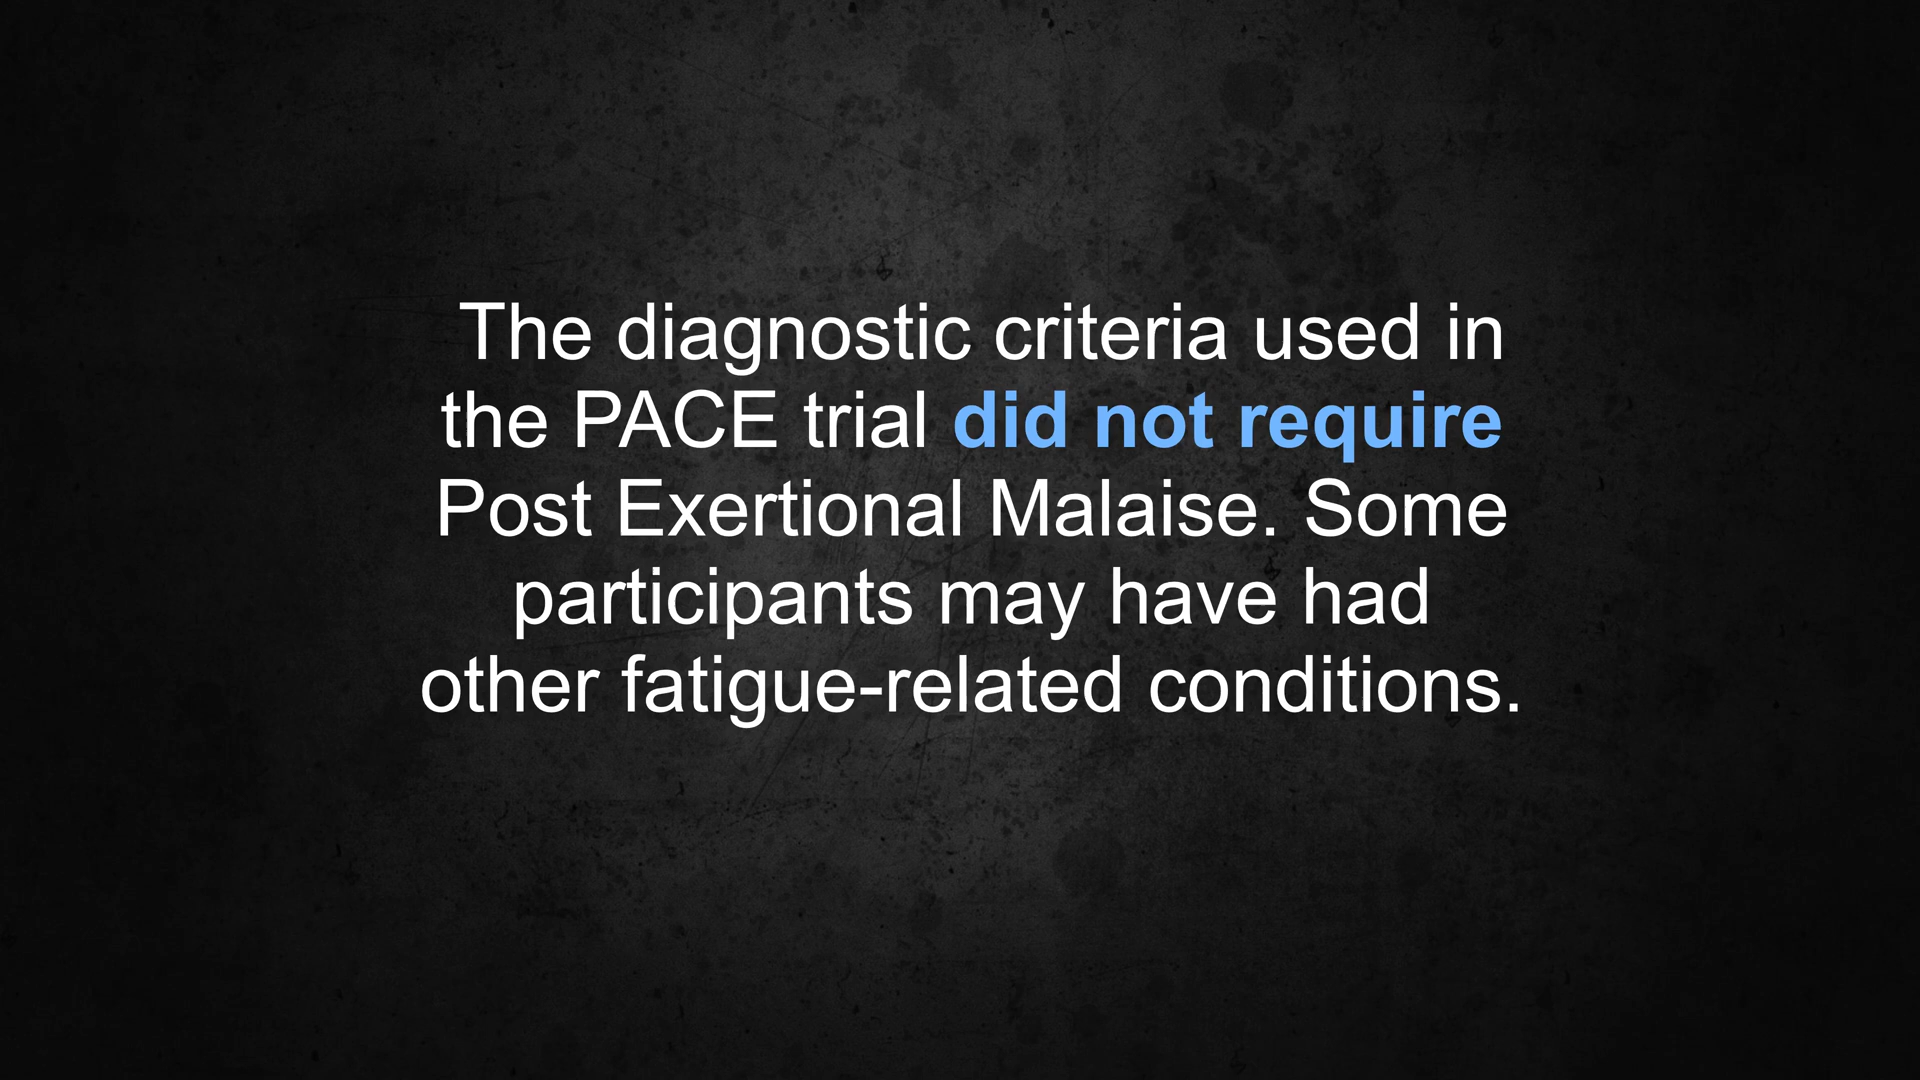 The diagnostic criteria used in
the PACE trial did not require
Post Exertional Malaise. Some
participants may have had
other fatigue-related conditions.